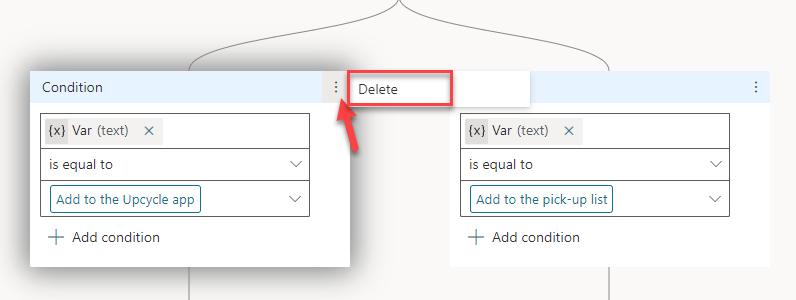 Condition
Delete
{x} Var (text)
is equal to
Add to the Upcycle app
Add condition
{x} Var (text)
is equal to
Add to the pick-up list
Add condition